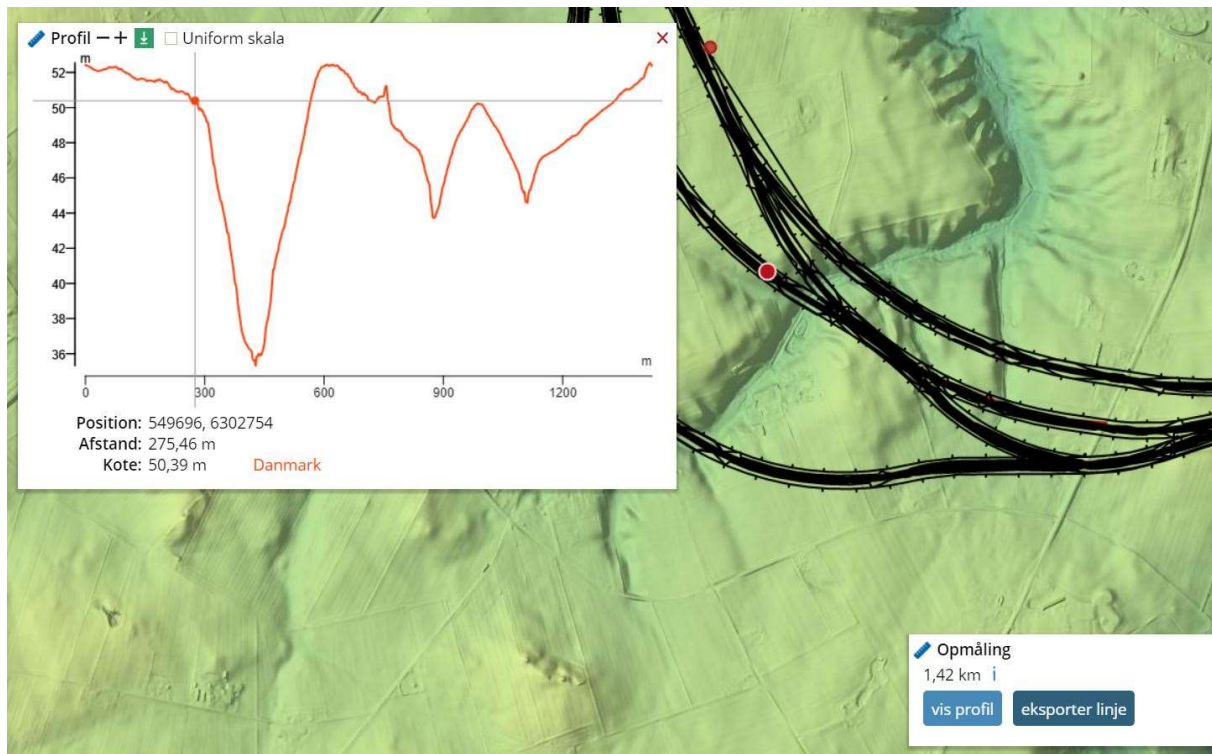 Profil − + Uniform skala ×
m
52
50
48
46
44
42
40
38
36
m
0 300 600 900 1200
Position: 549696, 6302754
Afstand: 275,46 m
Kote: 50,39 m Danmark
Opmåling
1,42 km i
vis profil eksporter linje